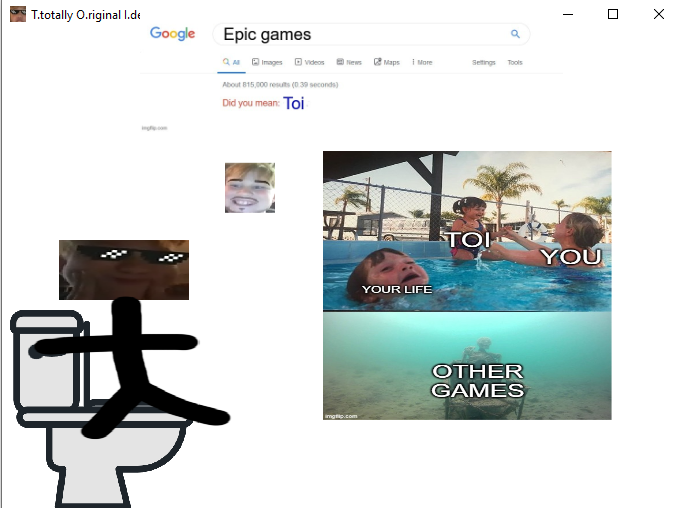 T.totally O.riginal I.de
Google
Epic games
All Images Videos News Maps More Settings Tools
About 815,000 results (0.39 seconds)
Did you mean: Toi
imgflip.com
TOI
YOU
YOUR LIFE
OTHER
GAMES
imgflip.com